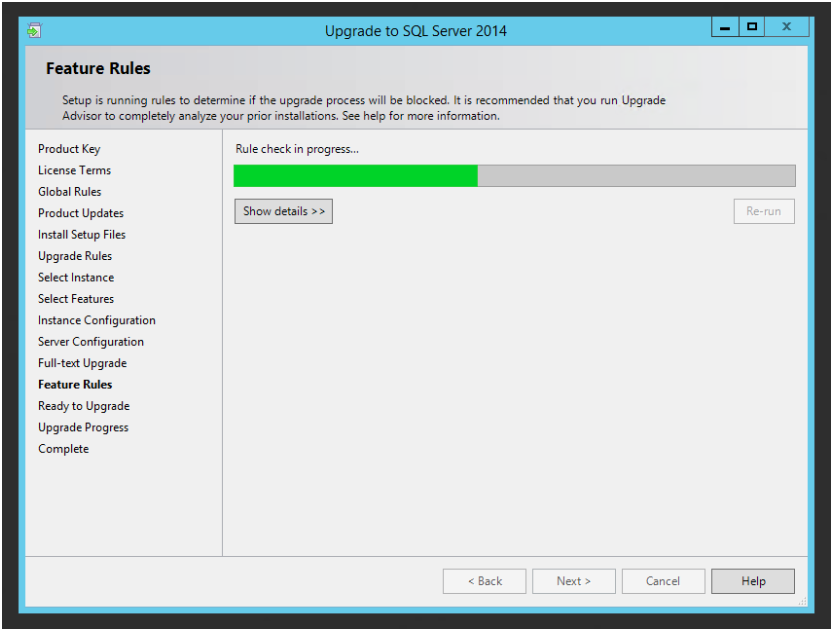 Upgrade to SQL Server 2014
Feature Rules
Setup is running rules to determine if the upgrade process will be blocked. It is recommended that you run Upgrade
Advisor to completely analyze your prior installations. See help for more information.
Product Key
License Terms
Global Rules
Product Updates
Install Setup Files
Upgrade Rules
Select Instance
Select Features
Instance Configuration
Server Configuration
Full-text Upgrade
Feature Rules
Ready to Upgrade
Upgrade Progress
Complete
Rule check in progress...
Show details >>
Re-run
< Back
Next >
Cancel
Help